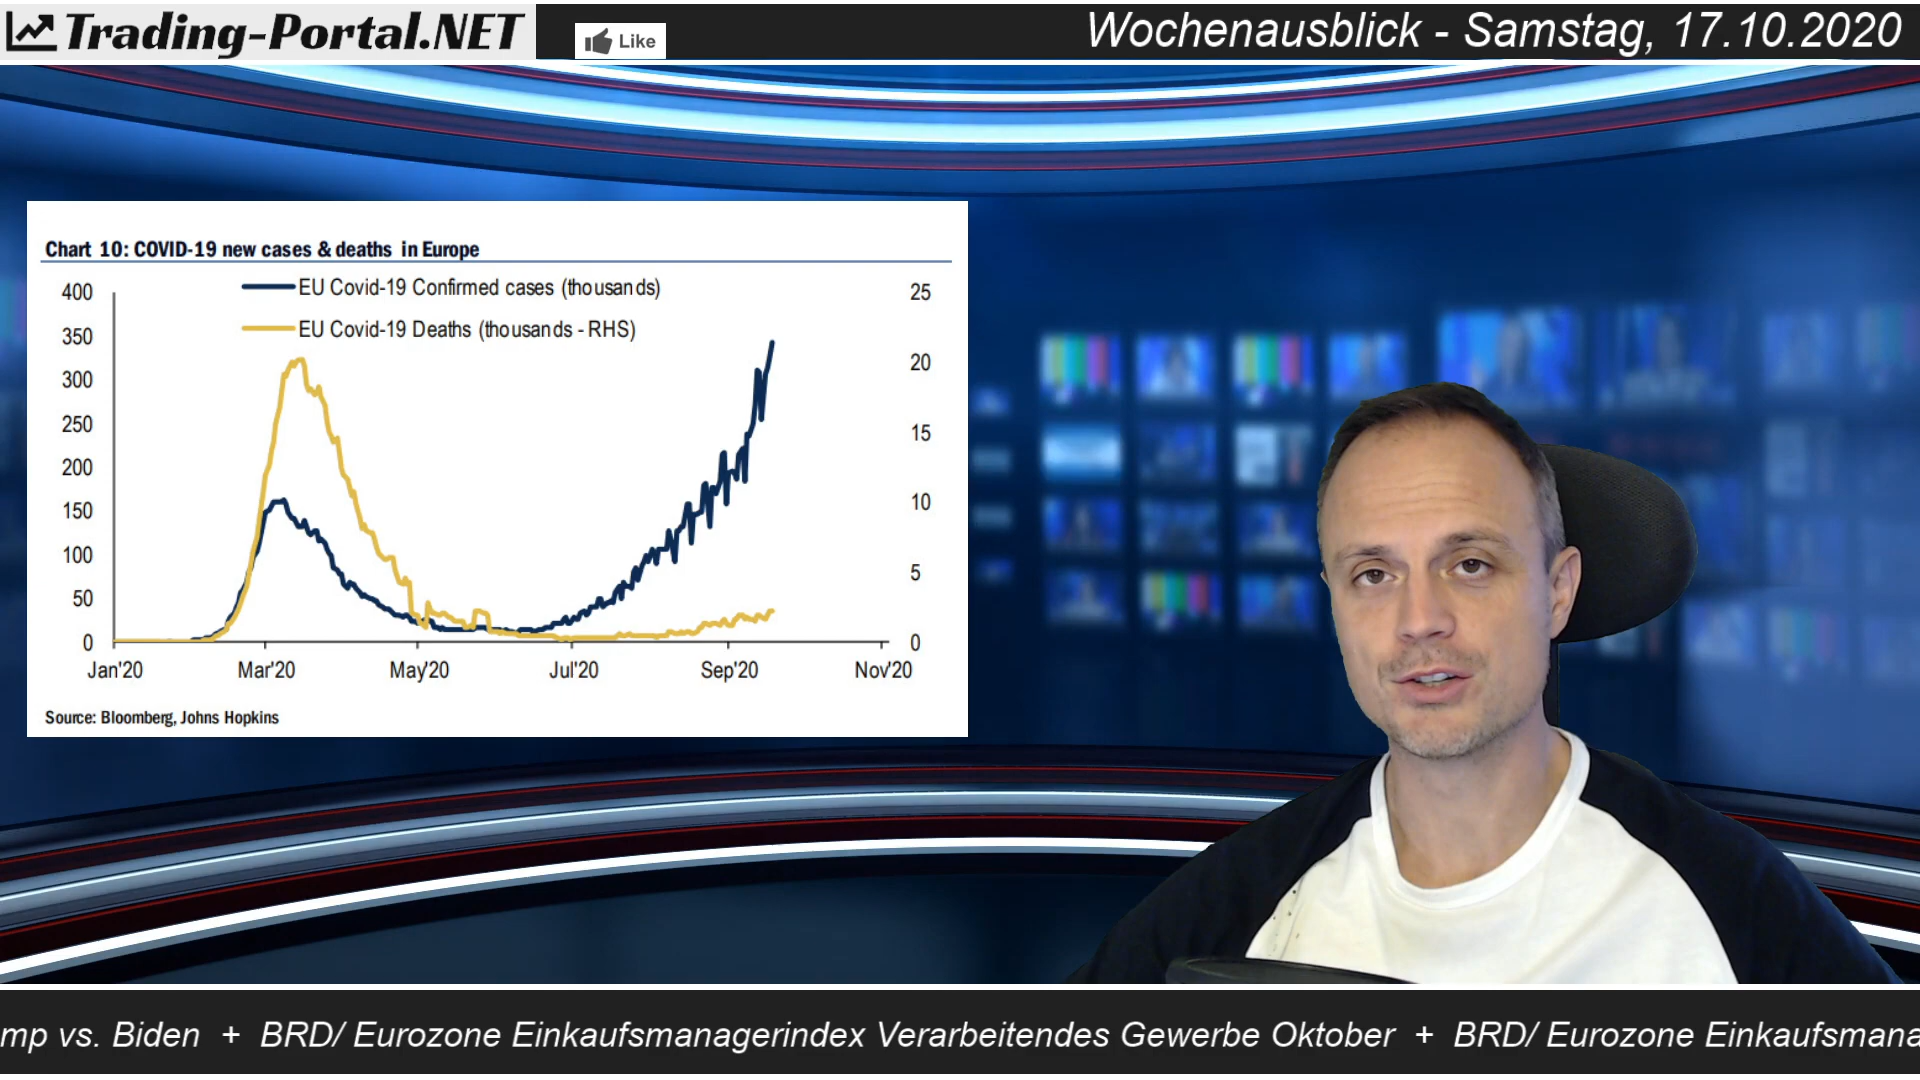 Trading-Portal.NET
Like
Wochenausblick - Samstag, 17.10.2020
Chart 10: COVID-19 new cases & deaths in Europe
EU Covid-19 Confirmed cases (thousands)
EU Covid-19 Deaths (thousands - RHS)
400
350
300
250
200
150
100
50
0
25
20
15
10
5
0
Jan'20 Mar'20 May'20 Jul'20 Sep'20 Nov'20
Source: Bloomberg, Johns Hopkins
mp vs. Biden + BRD/ Eurozone Einkaufsmanagerindex Verarbeitendes Gewerbe Oktober + BRD/ Eurozone Einkaufsmana